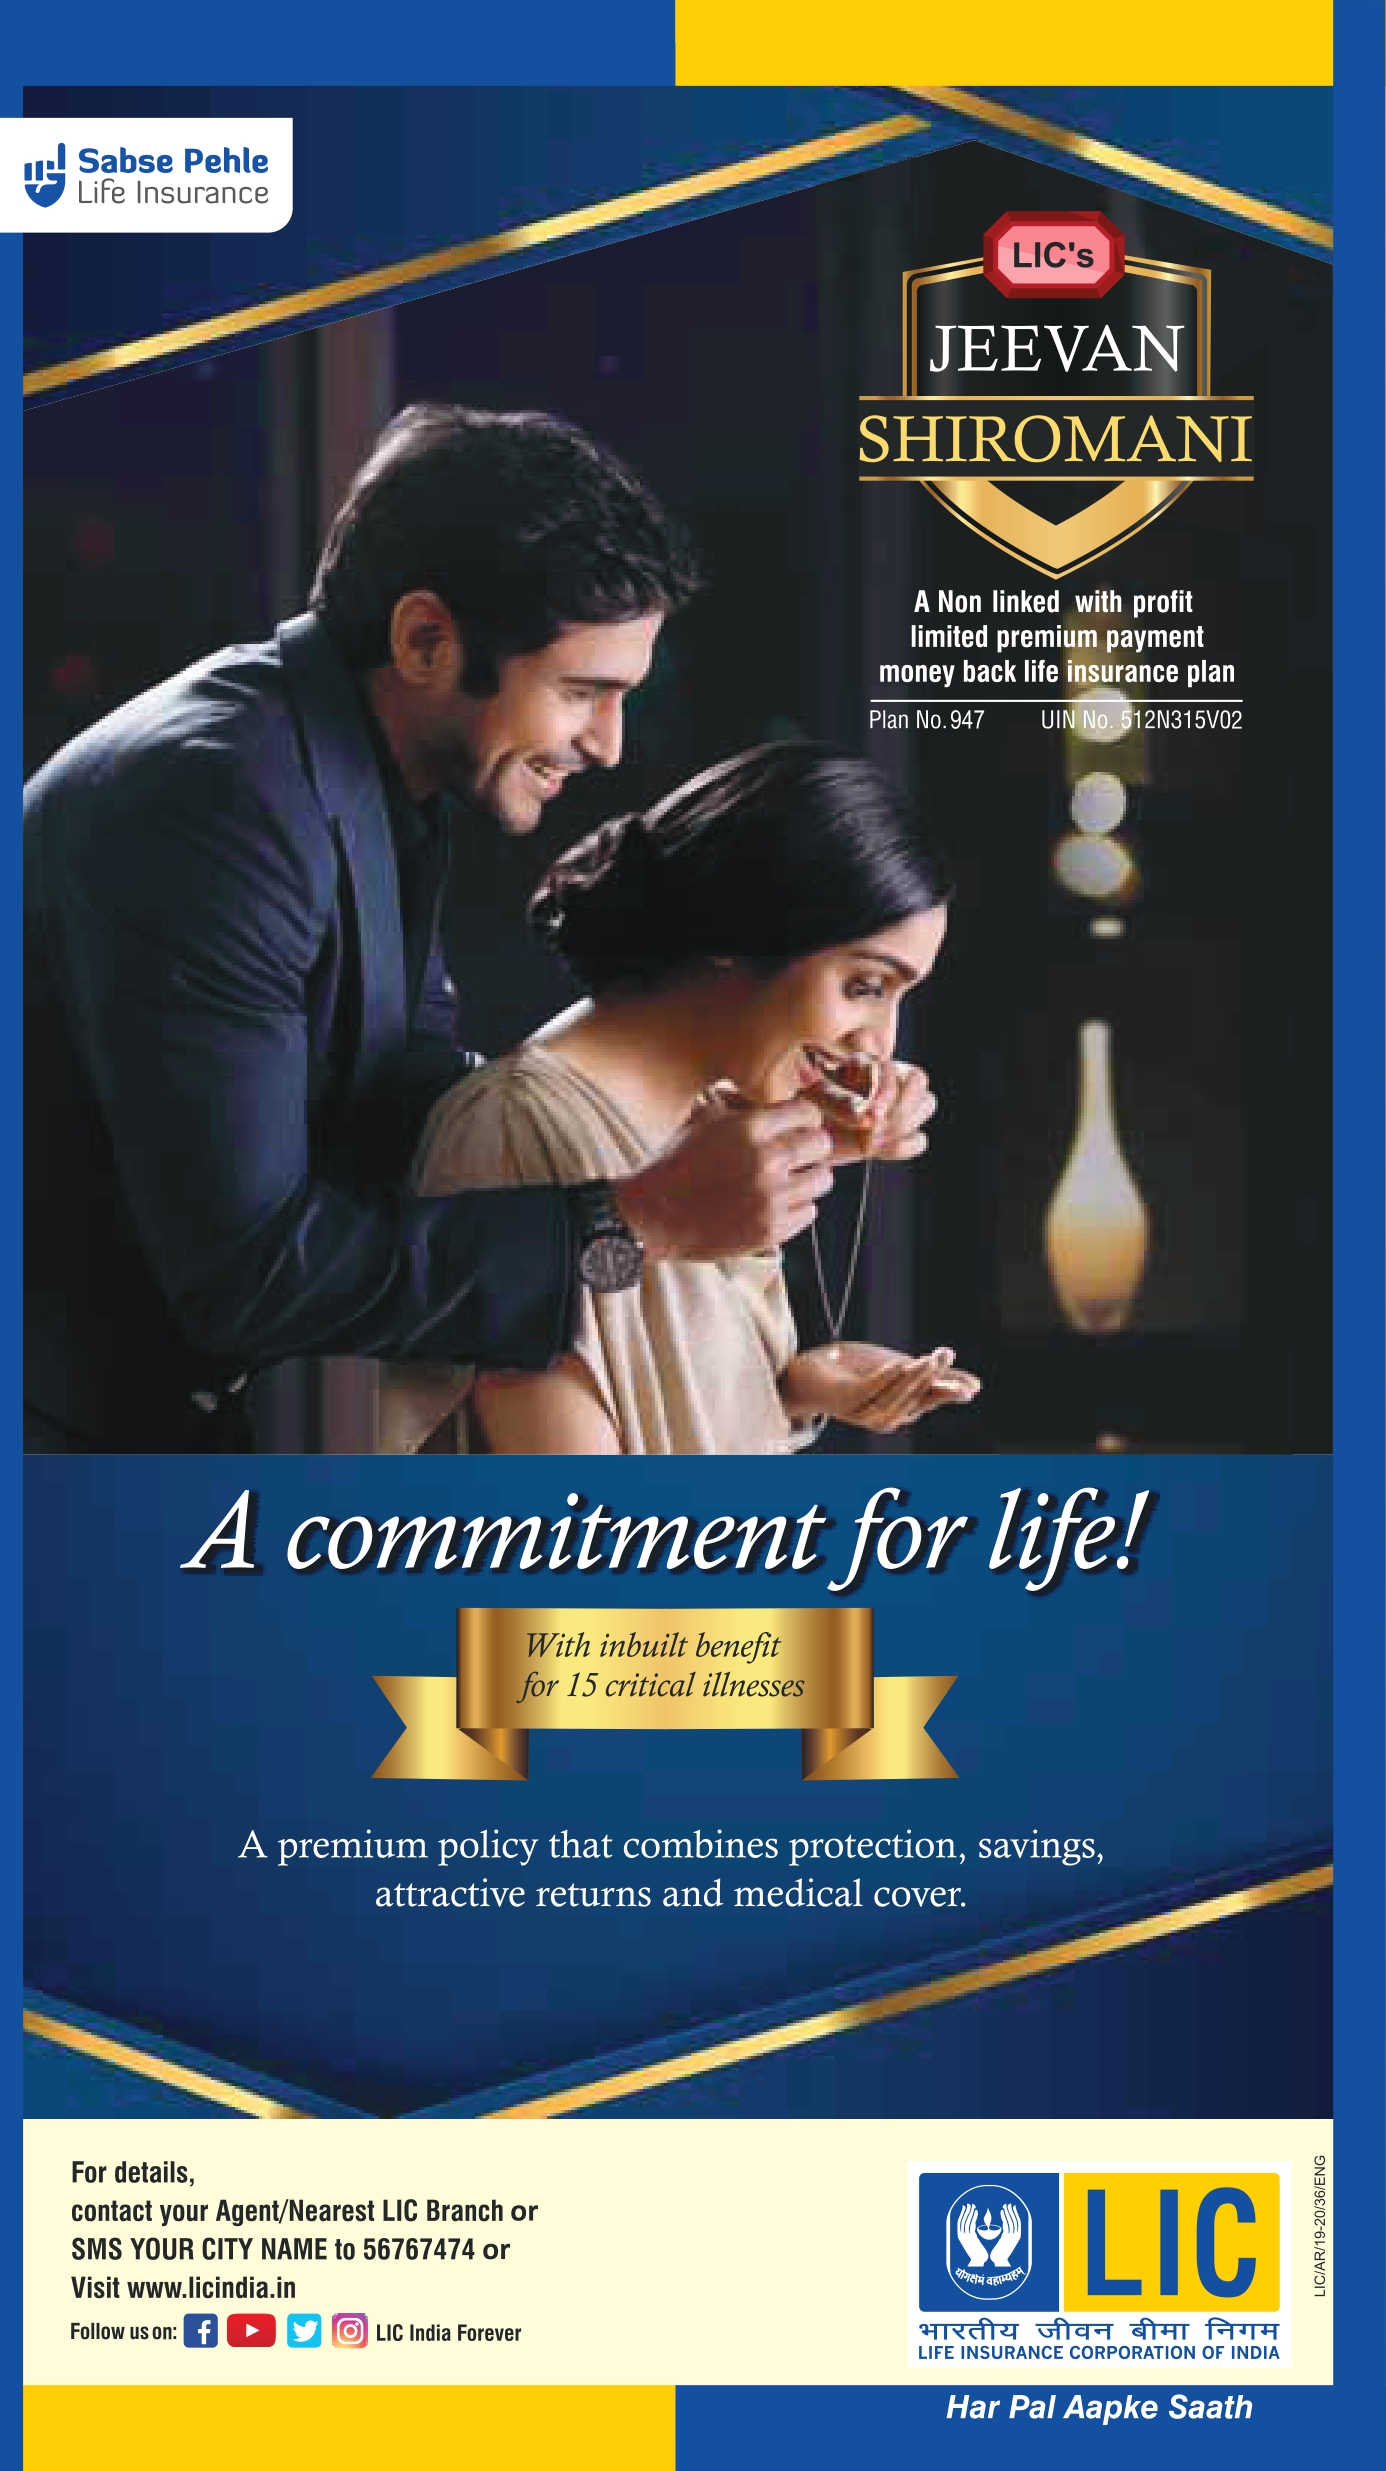 Sabse Pehle
Life Insurance
LIC's
JEEVAN
SHIROMANI
A Non linked with profit
limited premium payment
money back life insurance plan
Plan No. 947 UIN No. 512N315V02
A commitment for life!
With inbuilt benefit
for 15 critical illnesses
A premium policy that combines protection, savings,
attractive returns and medical cover.
For details,
contact your Agent/Nearest LIC Branch or
SMS YOUR CITY NAME to 56767474 or
Visit www.licindia.in
Follow us on: LIC India Forever
योगक्षेमं वहाम्यहम्
LIC
भारतीय जीवन बीमा निगम
LIFE INSURANCE CORPORATION OF INDIA
LIC/AR/19-20/36/ENG
Har Pal Aapke Saath